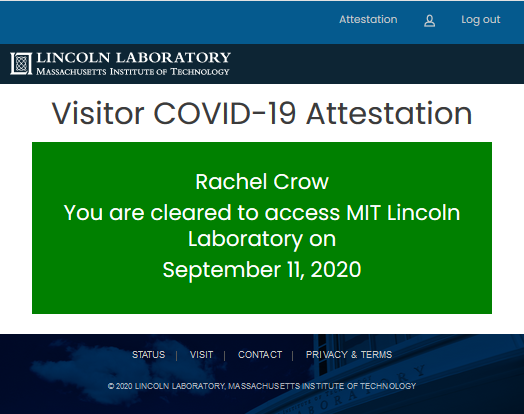 Attestation Log out
LINCOLN LABORATORY
MASSACHUSETTS INSTITUTE OF TECHNOLOGY
Visitor COVID-19 Attestation
Rachel Crow
You are cleared to access MIT Lincoln
Laboratory on
September 11, 2020
STATUS | VISIT | CONTACT | PRIVACY & TERMS
LABORATORY
© 2020 LINCOLN LABORATORY, MASSACHUSETTS INSTITUTE OF TECHNOLOGY